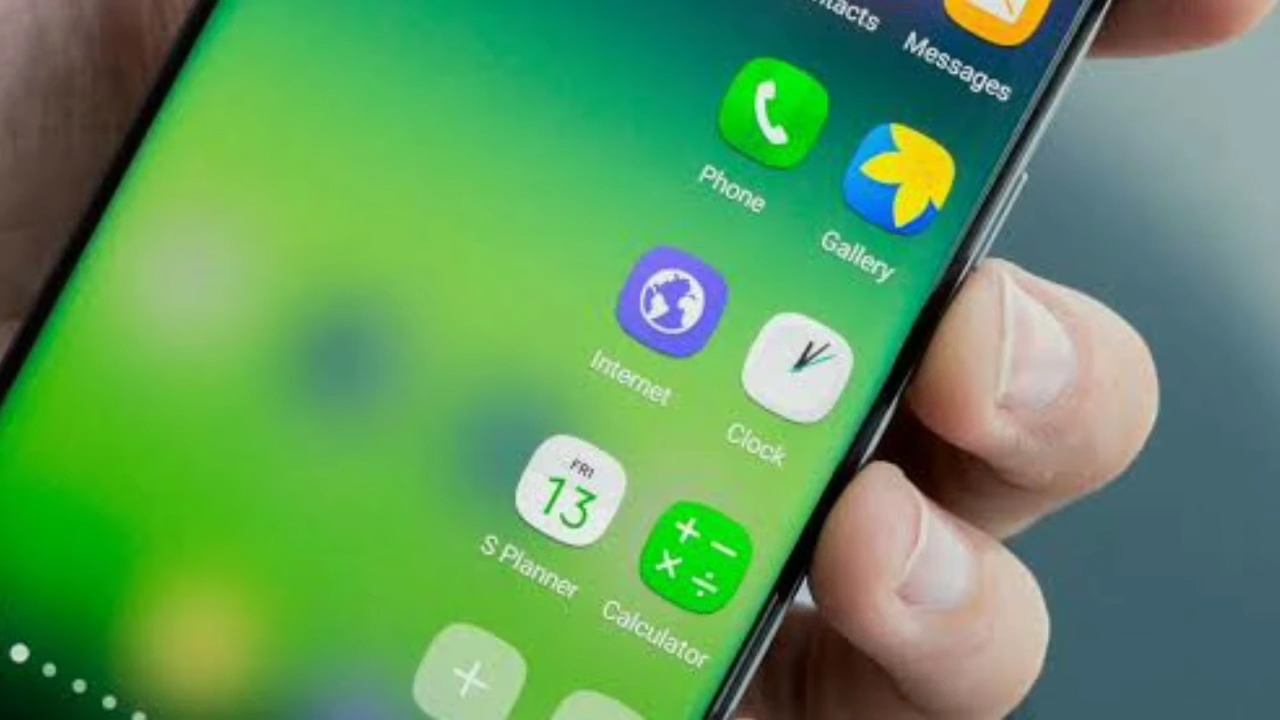 Messages
Phone
Gallery
Internet
Clock
FRI
13
S Planner
Calculator